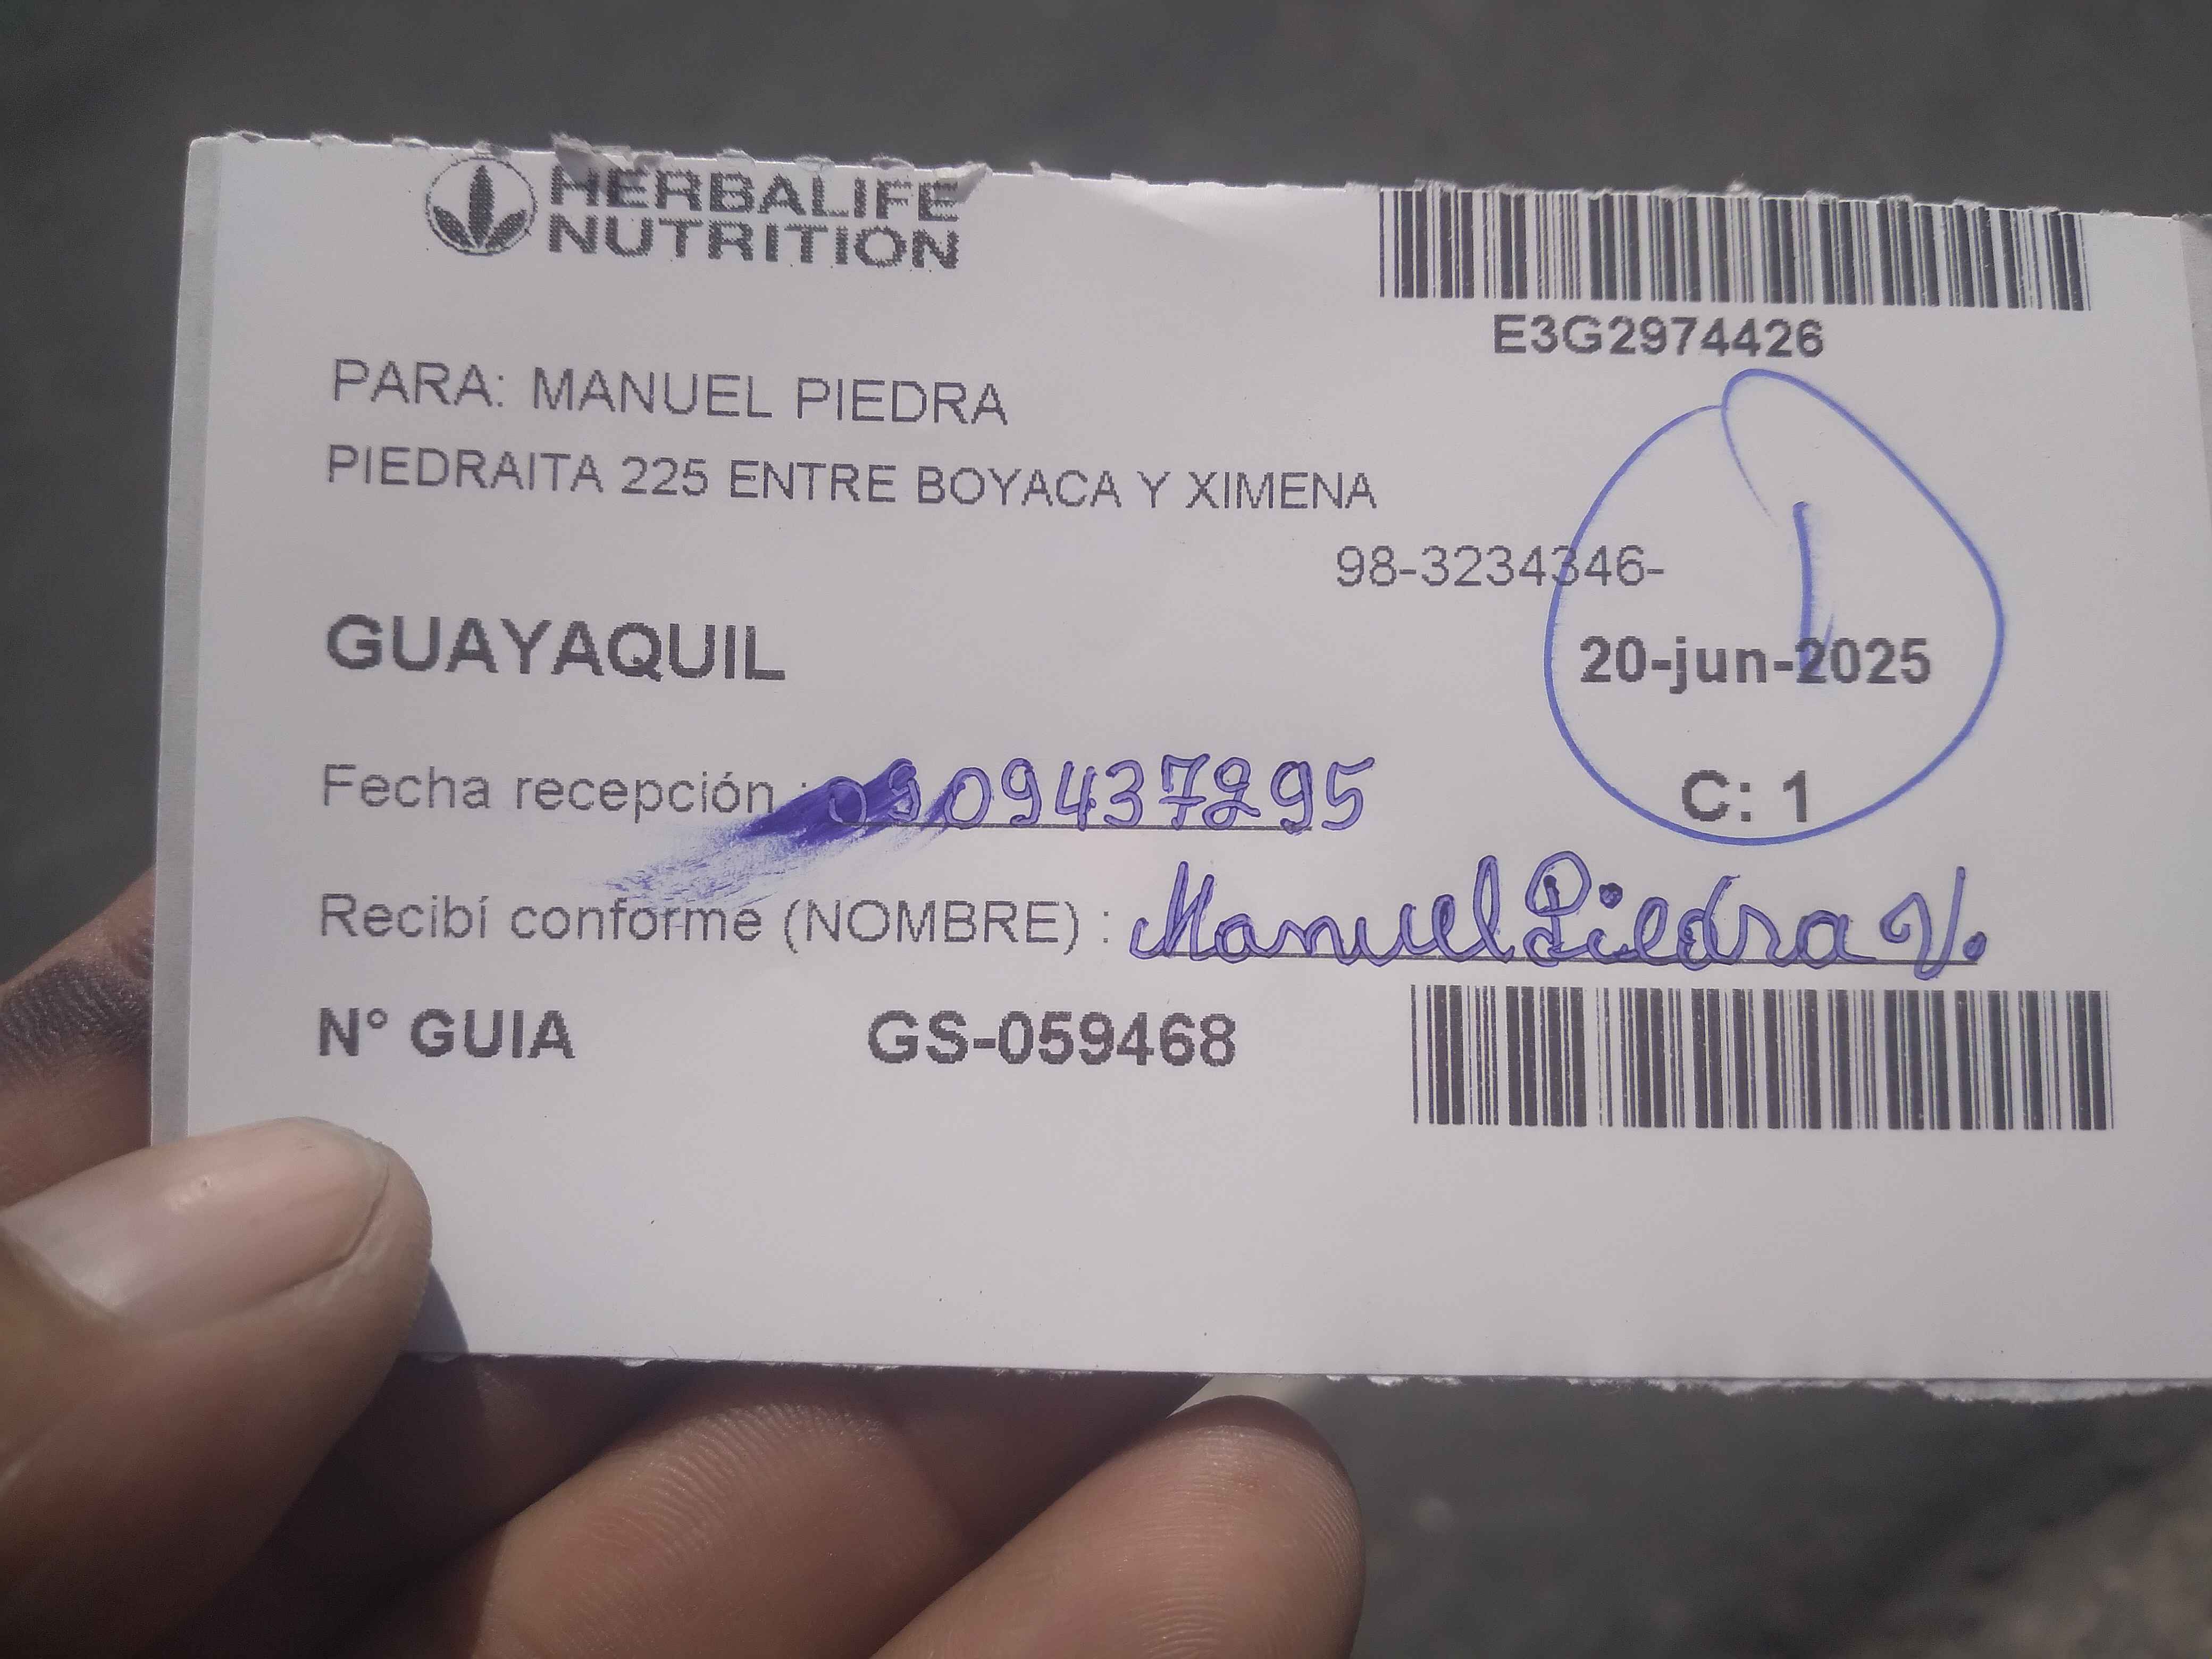 HERBALIFE
NUTRITION
E3G2974426
PARA: MANUEL PIEDRA
PIEDRAITA 225 ENTRE BOYACA Y XIMENA
98-3234346-
GUAYAQUIL
1
20-jun-2025
C: 1
Fecha recepción : 0909437295
Recibí conforme (NOMBRE) : Manuel Piedra V.
N° GUIA GS-059468